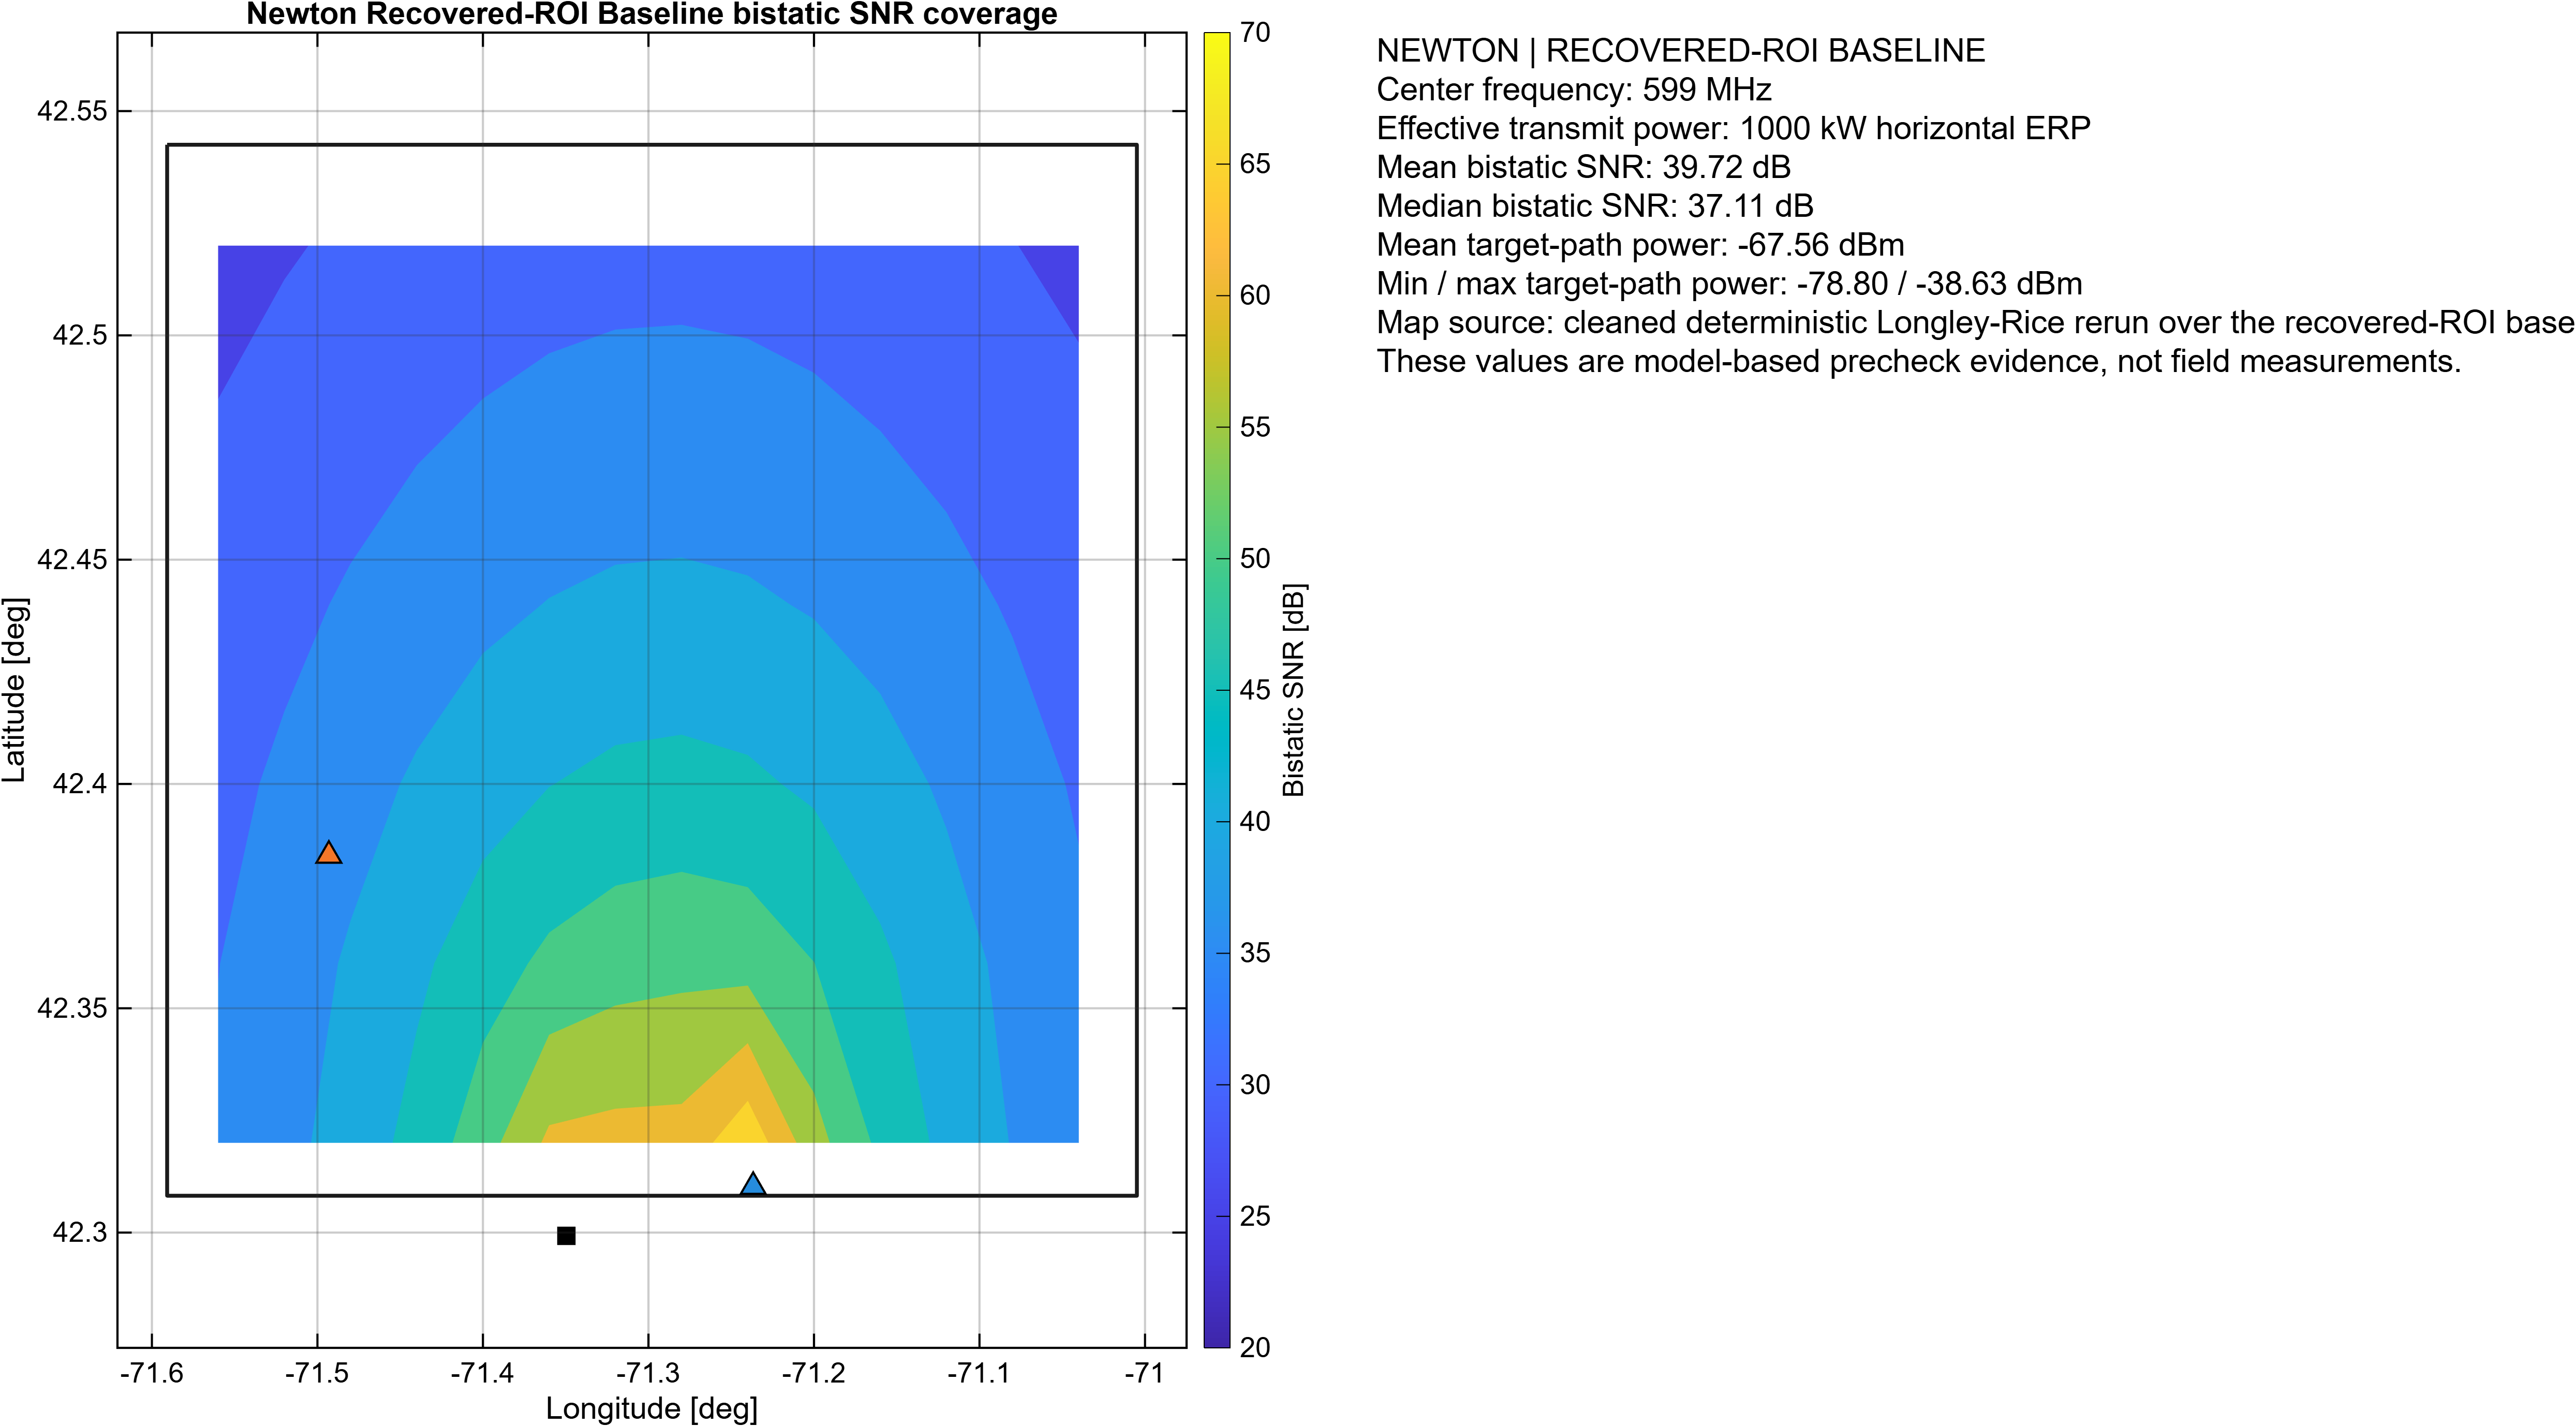 Newton Recovered-ROI Baseline bistatic SNR coverage
42.55
42.5
42.45
42.4
42.35
42.3
Latitude [deg]
-71.6
-71.5
-71.4
-71.3
-71.2
-71.1
-71
Longitude [deg]
70
65
60
55
50
45
40
35
30
25
20
Bistatic SNR [dB]
NEWTON | RECOVERED-ROI BASELINE
Center frequency: 599 MHz
Effective transmit power: 1000 kW horizontal ERP
Mean bistatic SNR: 39.72 dB
Median bistatic SNR: 37.11 dB
Mean target-path power: -67.56 dBm
Min / max target-path power: -78.80 / -38.63 dBm
Map source: cleaned deterministic Longley-Rice rerun over the recovered-ROI base
These values are model-based precheck evidence, not field measurements.